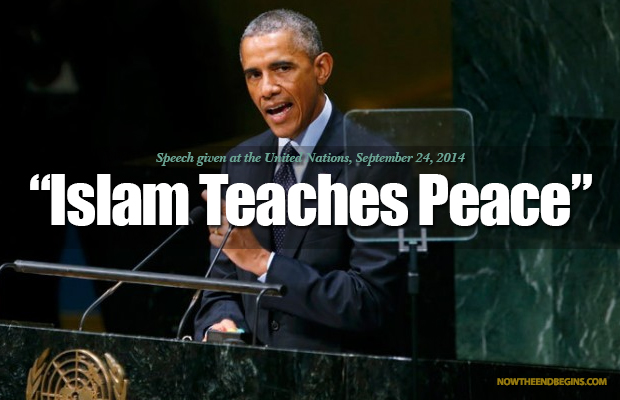 Speech given at the United Nations, September 24, 2014
“Islam Teaches Peace”
NOWTHEENDBEGINS.COM